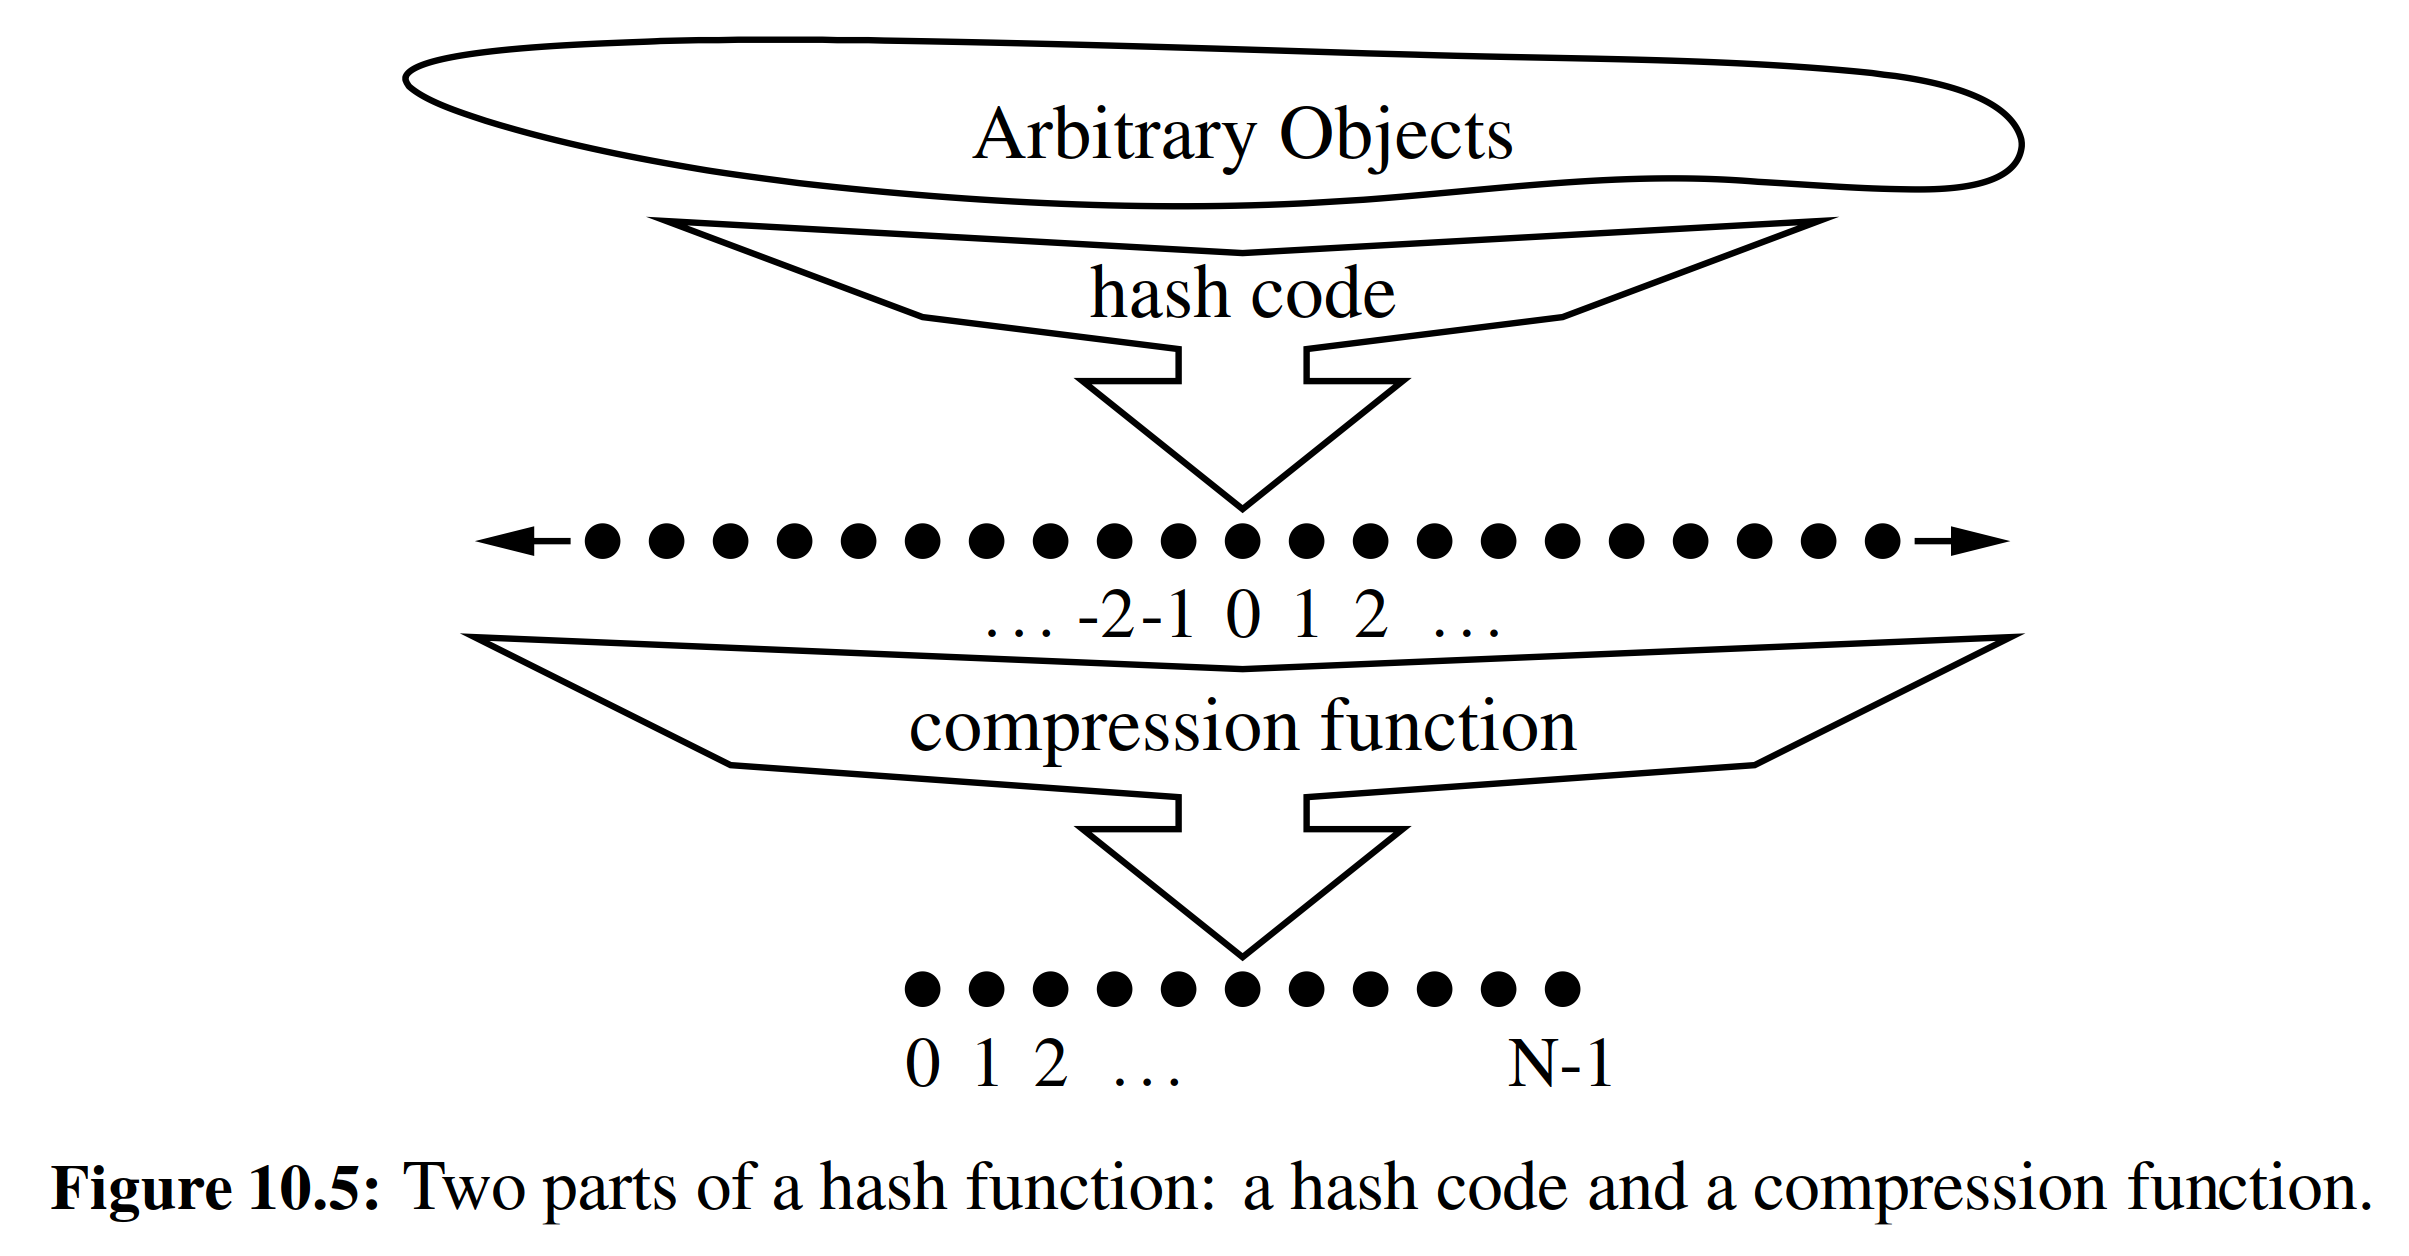 Arbitrary Objects
hash code
... -2 -1 0 1 2 ...
compression function
0 1 2 ... N-1
Figure 10.5: Two parts of a hash function: a hash code and a compression function.